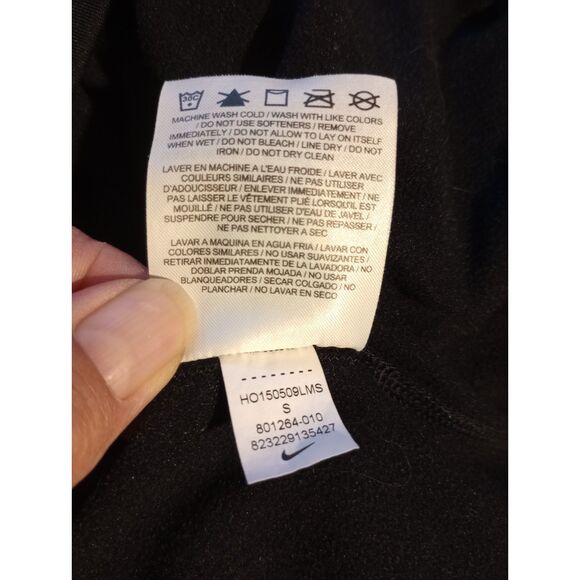 30C
MACHINE WASH COLD / WASH WITH LIKE COLORS
/ DO NOT USE SOFTENERS / REMOVE
IMMEDIATELY / DO NOT ALLOW TO LAY ON ITSELF
WHEN WET / DO NOT BLEACH / LINE DRY / DO NOT
IRON / DO NOT DRY CLEAN
LAVER EN MACHINE A L'EAU FROIDE / LAVER AVEC
COULEURS SIMILAIRES / NE PAS UTILISER
D'ADOUCISSEUR / ENLEVER IMMEDIATEMENT / NE
PAS LAISSER LE VÊTEMENT PLIÉ LORSQU'IL EST
MOUILLÉ / NE PAS UTILISER D'EAU DE JAVEL /
SUSPENDRE POUR SECHER / NE PAS REPASSER /
NE PAS NETTOYER A SEC
LAVAR A MAQUINA EN AGUA FRIA / LAVAR CON
COLORES SIMILARES / NO USAR SUAVIZANTES /
RETIRAR INMEDIATAMENTE DE LA LAVADORA / NO
DOBLAR PRENDA MOJADA / NO USAR
BLANQUEADORES / SECAR COLGADO / NO
PLANCHAR / NO LAVAR EN SECO
HO150509LMS
S
801264-010
823229135427